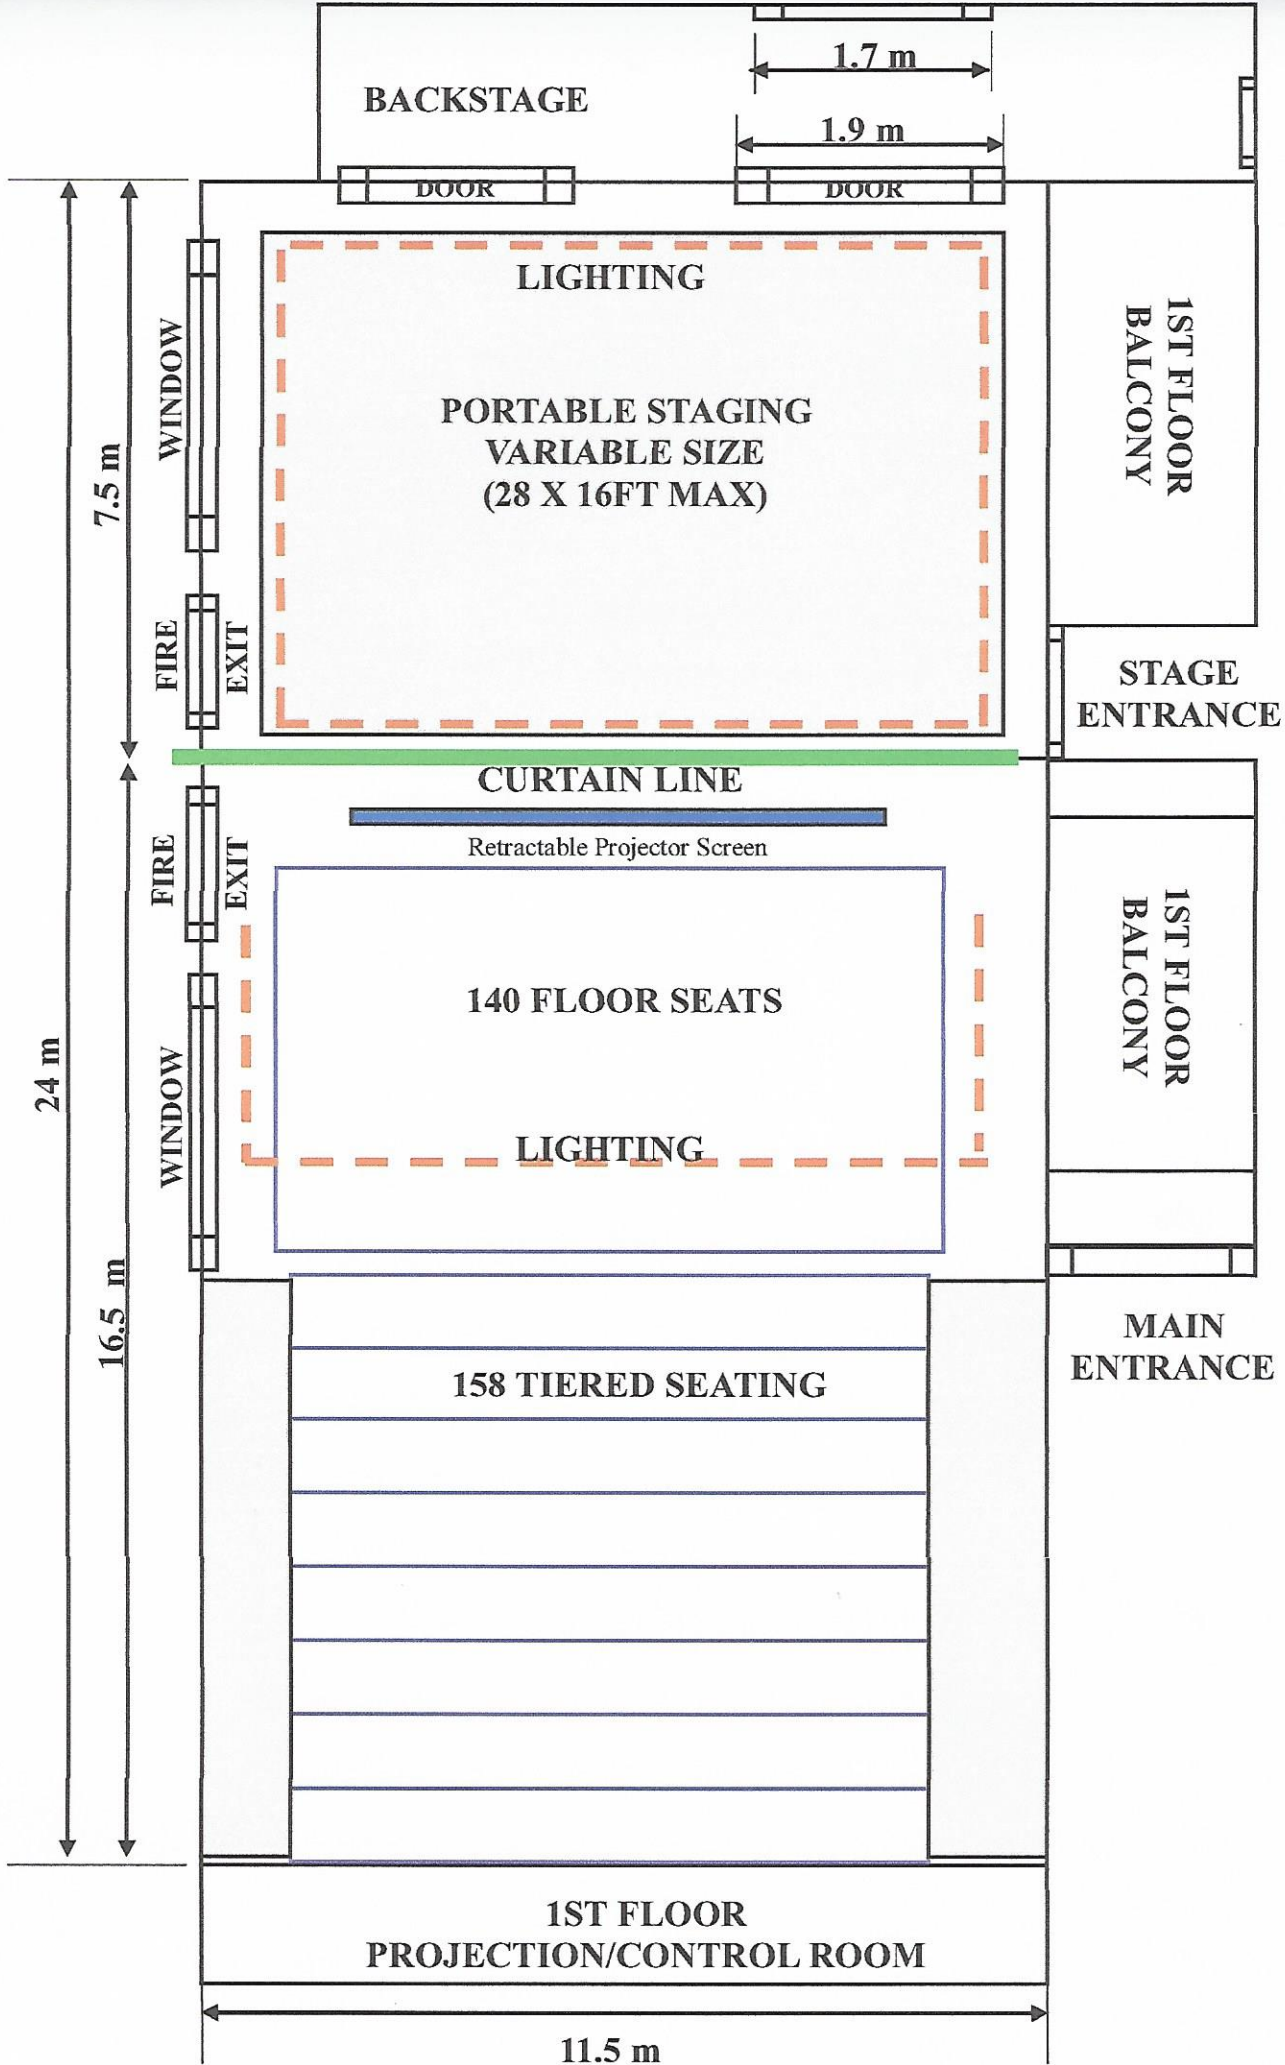 1.7 m
BACKSTAGE
1.9 m
DOOR
DOOR
LIGHTING
WINDOW
1ST FLOOR
BALCONY
PORTABLE STAGING
VARIABLE SIZE
(28 X 16FT MAX)
7.5 m
FIRE
EXIT
STAGE
ENTRANCE
CURTAIN LINE
Retractable Projector Screen
FIRE
EXIT
1ST FLOOR
BALCONY
140 FLOOR SEATS
24 m
WINDOW
LIGHTING
16.5 m
MAIN
ENTRANCE
158 TIERED SEATING
1ST FLOOR
PROJECTION/CONTROL ROOM
11.5 m